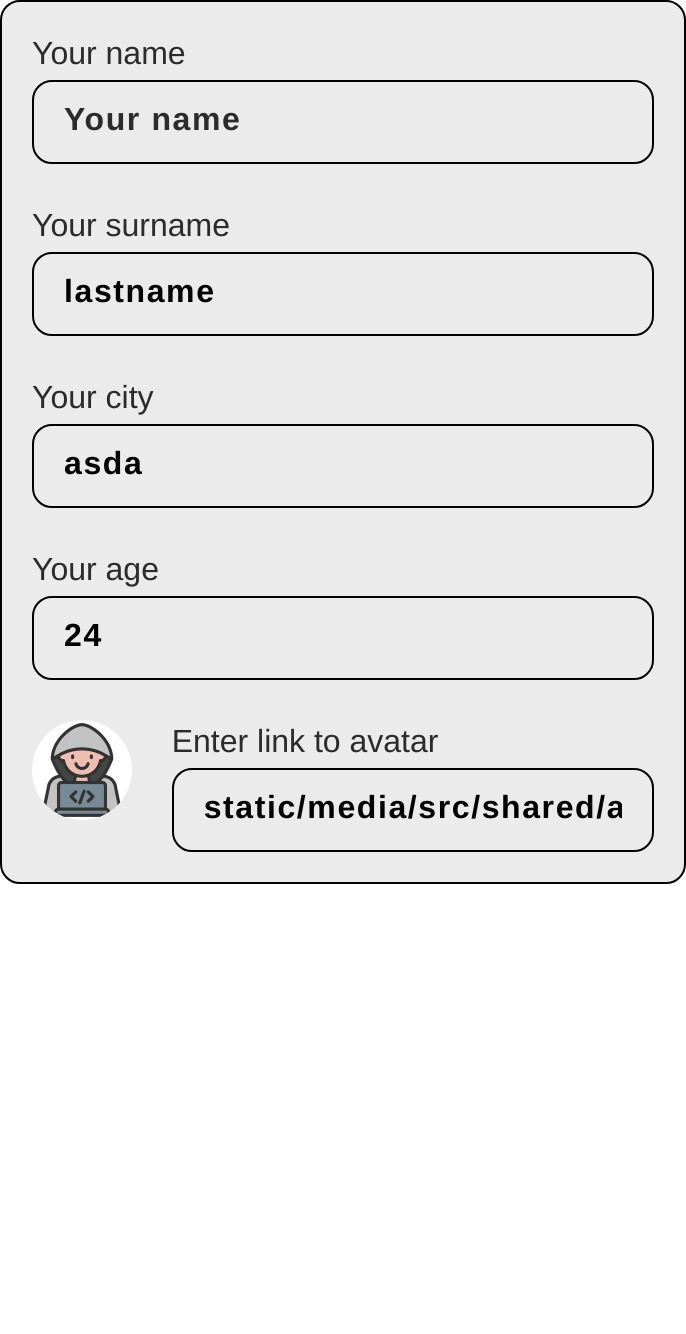 Your name
Your name
Your surname
lastname
Your city
asda
Your age
24
Enter link to avatar
static/media/src/shared/a